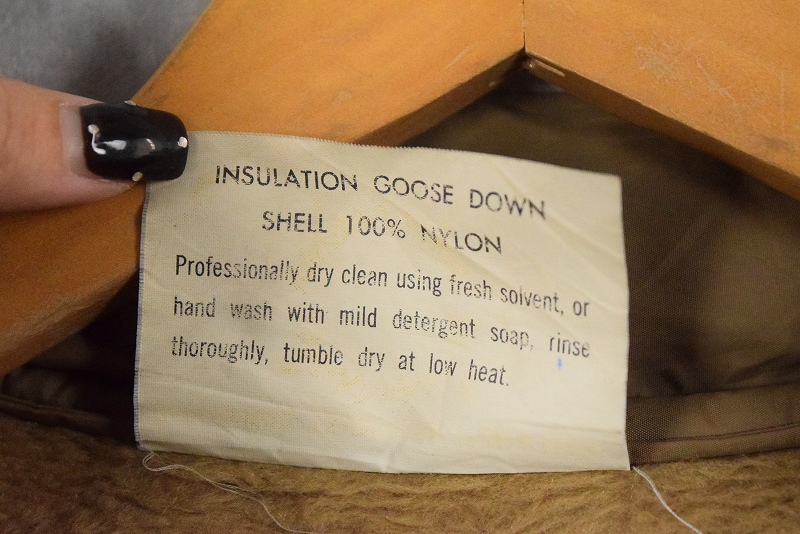 INSULATION GOOSE DOWN
SHELL 100% NYLON
Professionally dry clean using fresh solvent, or
hand wash with mild detergent soap, rinse
thoroughly, tumble dry at low heat.